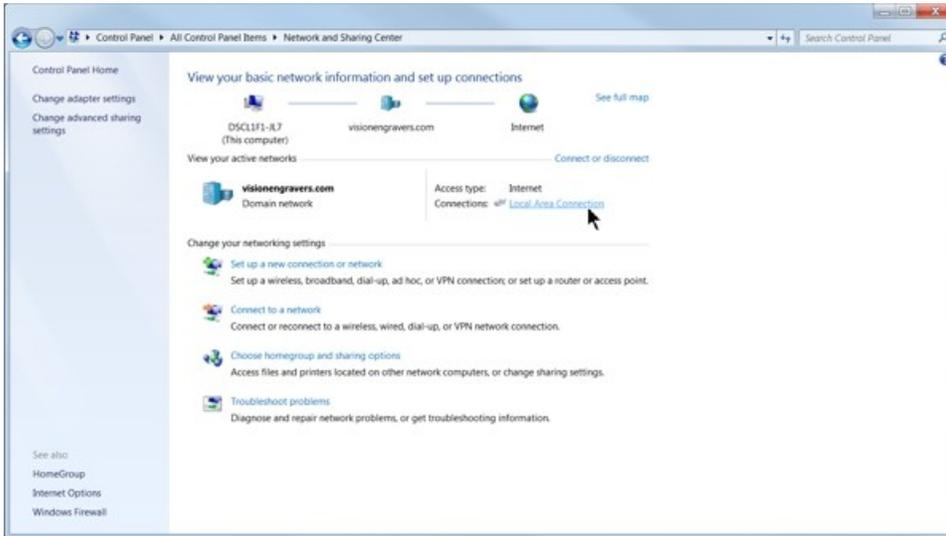 Control Panel ▸ All Control Panel Items ▸ Network and Sharing Center
Search Control Panel
Control Panel Home
Change adapter settings
Change advanced sharing
settings
View your basic network information and set up connections
See full map
DSCL1F1-JL7
(This computer)
visionengravers.com
Internet
View your active networks
Connect or disconnect
visionengravers.com
Domain network
Access type: Internet
Connections: Local Area Connection
Change your networking settings
Set up a new connection or network
Set up a wireless, broadband, dial-up, ad hoc, or VPN connection; or set up a router or access point.
Connect to a network
Connect or reconnect to a wireless, wired, dial-up, or VPN network connection.
Choose homegroup and sharing options
Access files and printers located on other network computers, or change sharing settings.
Troubleshoot problems
Diagnose and repair network problems, or get troubleshooting information.
See also
HomeGroup
Internet Options
Windows Firewall